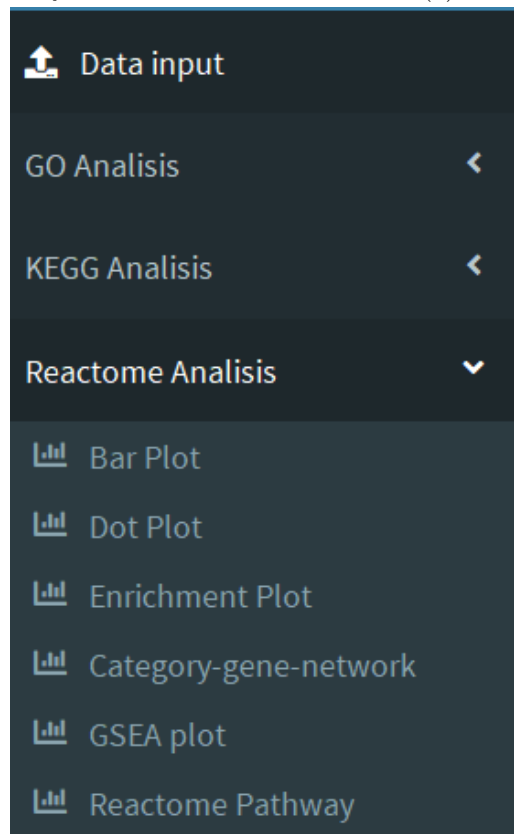 Data input
GO Analisis
KEGG Analisis
Reactome Analisis
Bar Plot
Dot Plot
Enrichment Plot
Category-gene-network
GSEA plot
Reactome Pathway